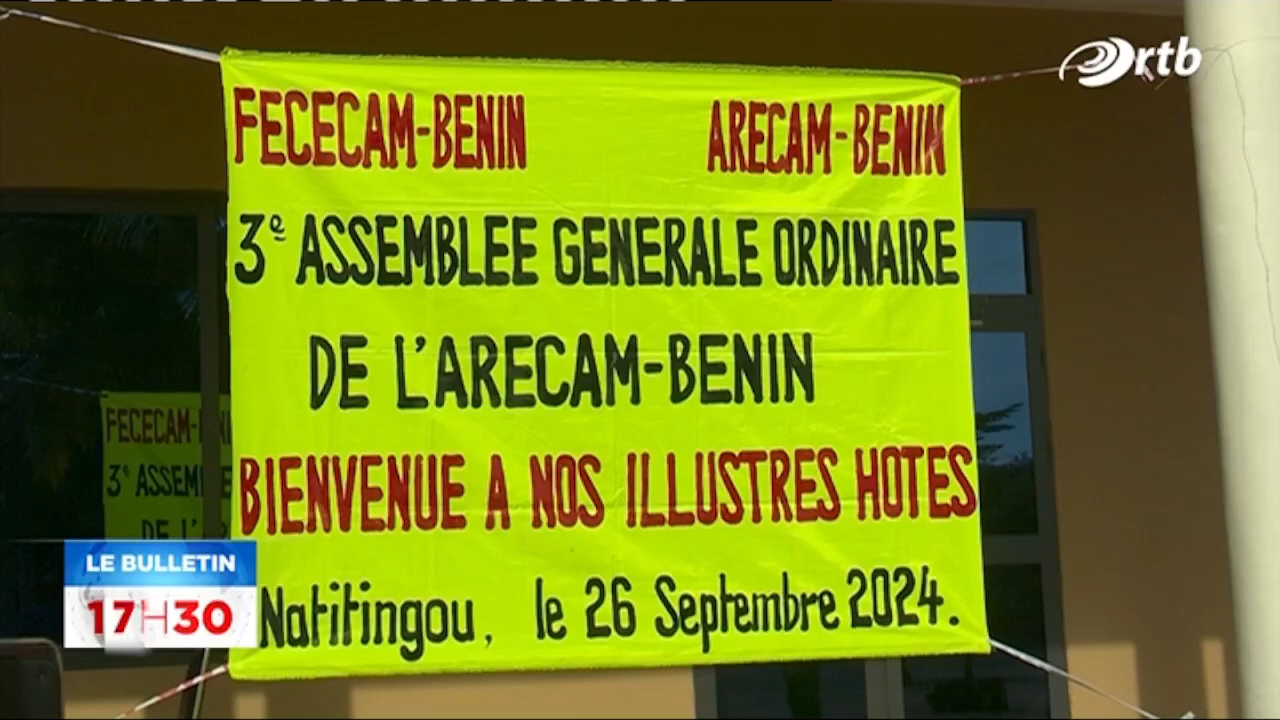 rtb
FECECAM-BENIN ARECAM-BENIN
3e ASSEMBLEE GENERALE ORDINAIRE
DE L'ARECAM-BENIN
BIENVENUE A NOS ILLUSTRES HOTES
Natitingou, le 26 Septembre 2024.
FECECAM-
3e ASSEM
DE L'
LE BULLETIN
17H30